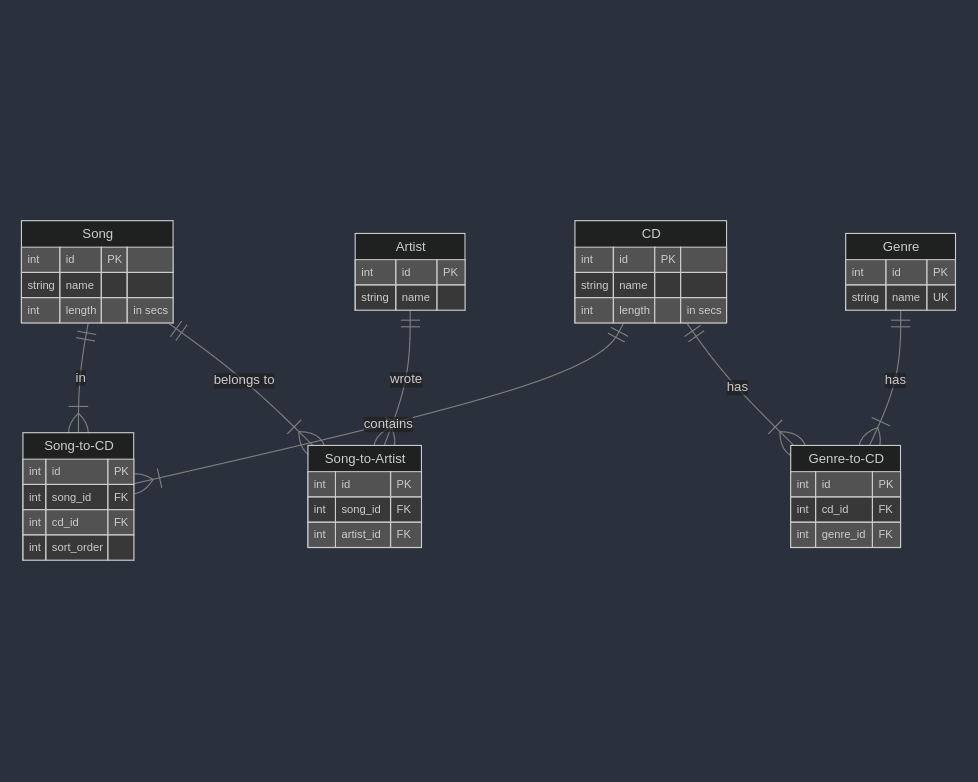 Song
int id PK
string name
int length in secs
Artist
int id PK
string name
CD
int id PK
string name
int length in secs
Genre
int id PK
string name UK
in
belongs to
wrote
contains
has
has
Song-to-CD
int id PK
int song_id FK
int cd_id FK
int sort_order
Song-to-Artist
int id PK
int song_id FK
int artist_id FK
Genre-to-CD
int id PK
int cd_id FK
int genre_id FK